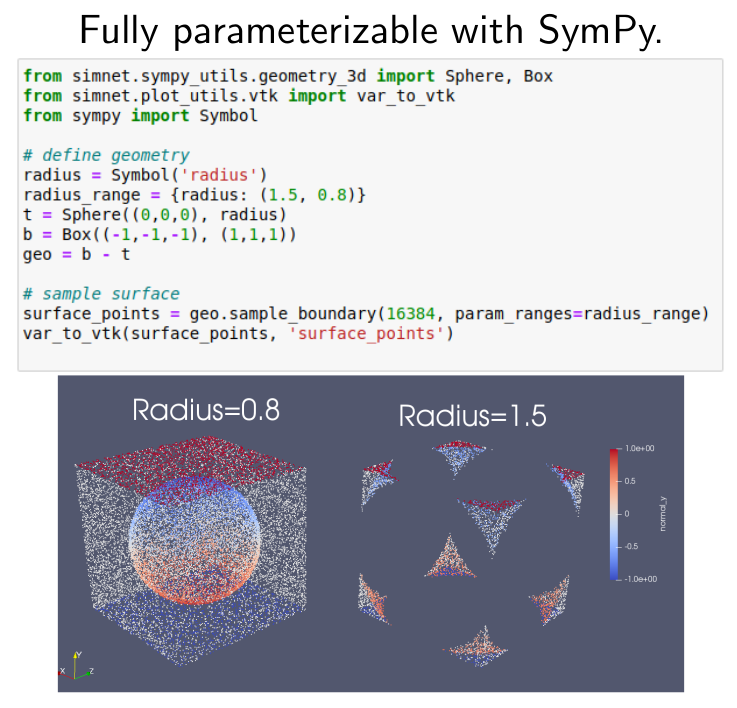 Fully parameterizable with SymPy.
from simnet.sympy_utils.geometry_3d import Sphere, Box
from simnet.plot_utils.vtk import var_to_vtk
from sympy import Symbol
# define geometry
radius = Symbol('radius')
radius_range = {radius: (1.5, 0.8)}
t = Sphere((0,0,0), radius)
b = Box((-1,-1,-1), (1,1,1))
geo = b - t
# sample surface
surface_points = geo.sample_boundary(16384, param_ranges=radius_range)
var_to_vtk(surface_points, 'surface_points')
Radius=0.8
Radius=1.5
1.0e+00
0.5
0
-0.5
-1.0e+00
normal_y
Y
X
Z